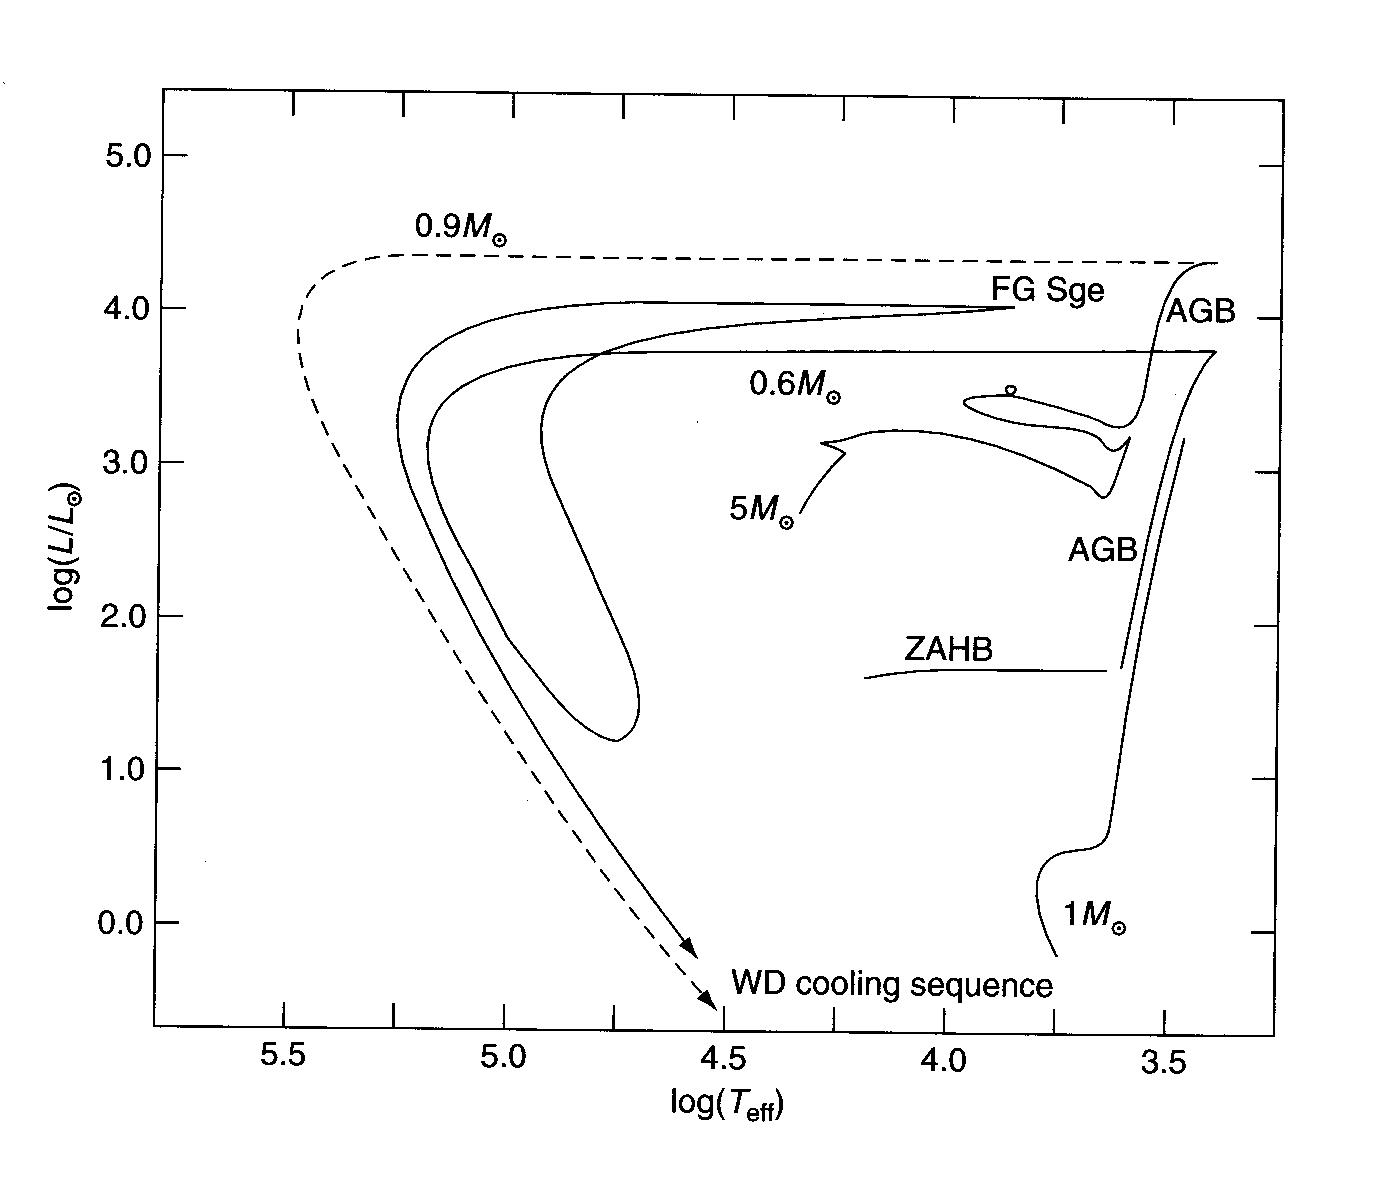 5.0
0.9M⊙
FG Sge
4.0
AGB
0.6M⊙
3.0
5M⊙
AGB
log(L/L⊙)
2.0
ZAHB
1.0
0.0
1M⊙
WD cooling sequence
5.5 5.0 4.5 4.0 3.5
log(Teff)